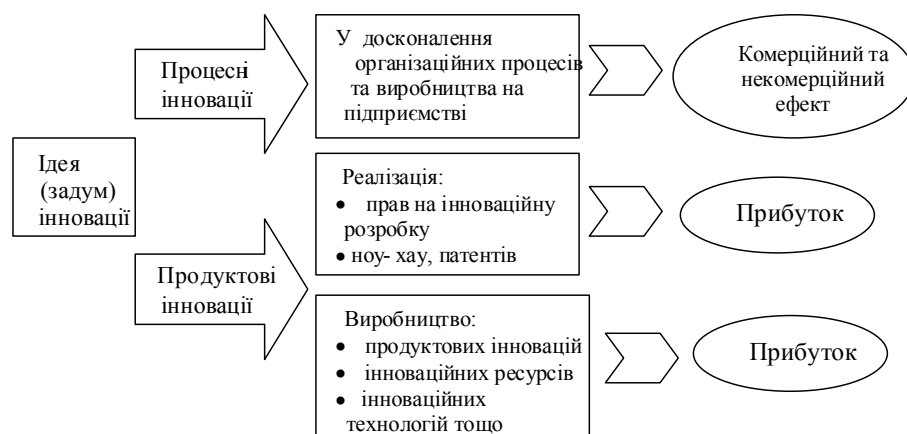 Процесні
інновації
У досконалення
організаційних процесів
та виробництва на
підприємстві
Комерційний та
некомерційний
ефект
Ідея
(задум)
інновації
Реалізація:
• прав на інноваційну
розробку
• ноу- хау, патентів
Прибуток
Продуктові
інновації
Виробництво:
• продуктових інновацій
• інноваційних ресурсів
• інноваційних
технологій тощо
Прибуток